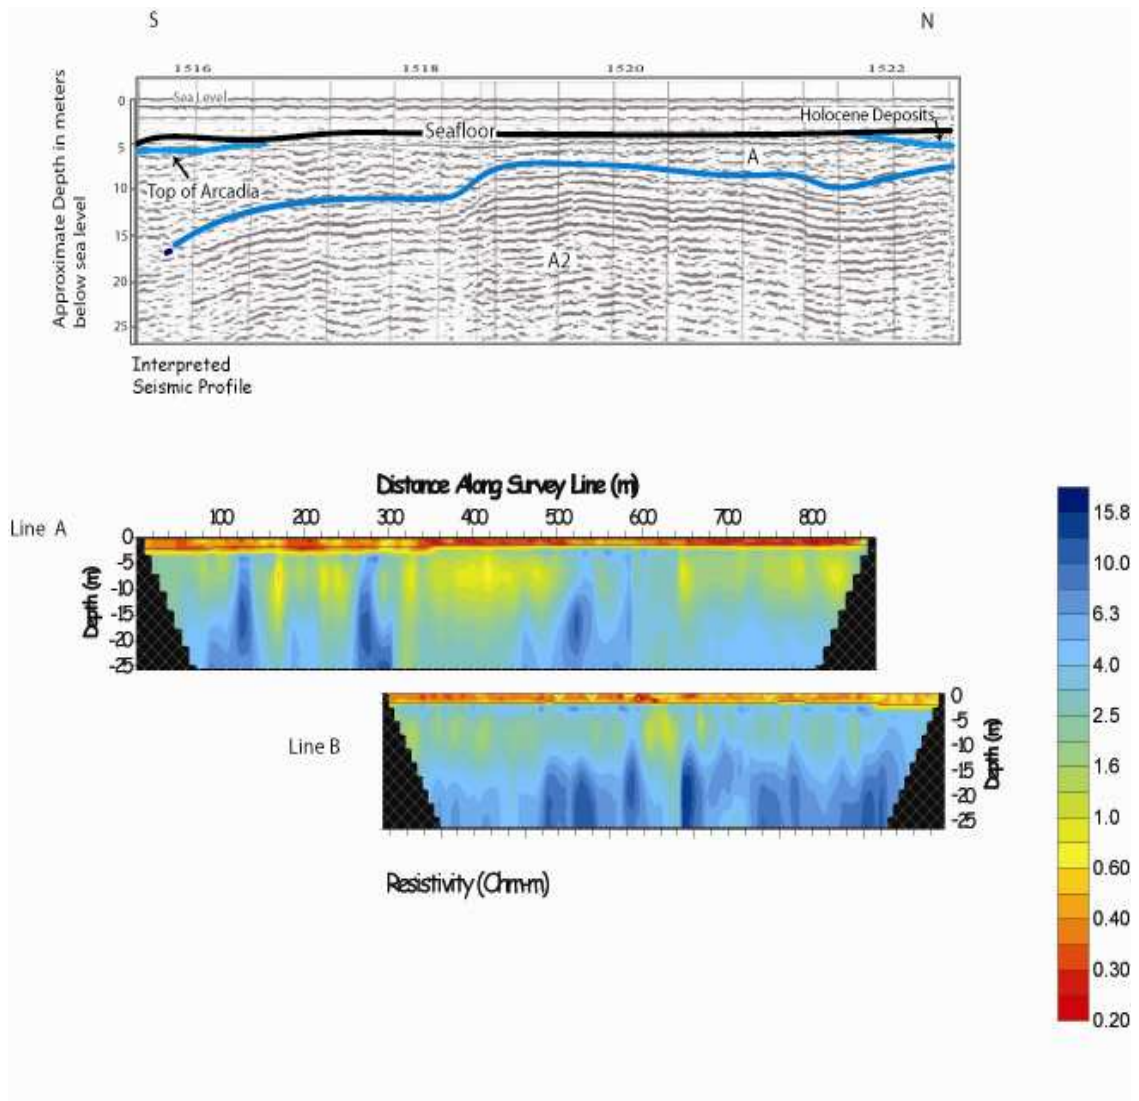 S N
1516 1518 1520 1522
0 Sea Level
Holocene Deposits
Seafloor
5
A
Top of Arcadia
10
15
A2
20
25
Approximate Depth in meters
below sea level
Interpreted
Seismic Profile
Distance Along Survey Line (m)
100 200 300 400 500 600 700 800
Line A
0
-5
-10
-15
-20
-25
Depth (m)
Line B
0
-5
-10
-15
-20
-25
Depth (m)
Resistivity (Ohm-m)
15.8
10.0
6.3
4.0
2.5
1.6
1.0
0.60
0.40
0.30
0.20